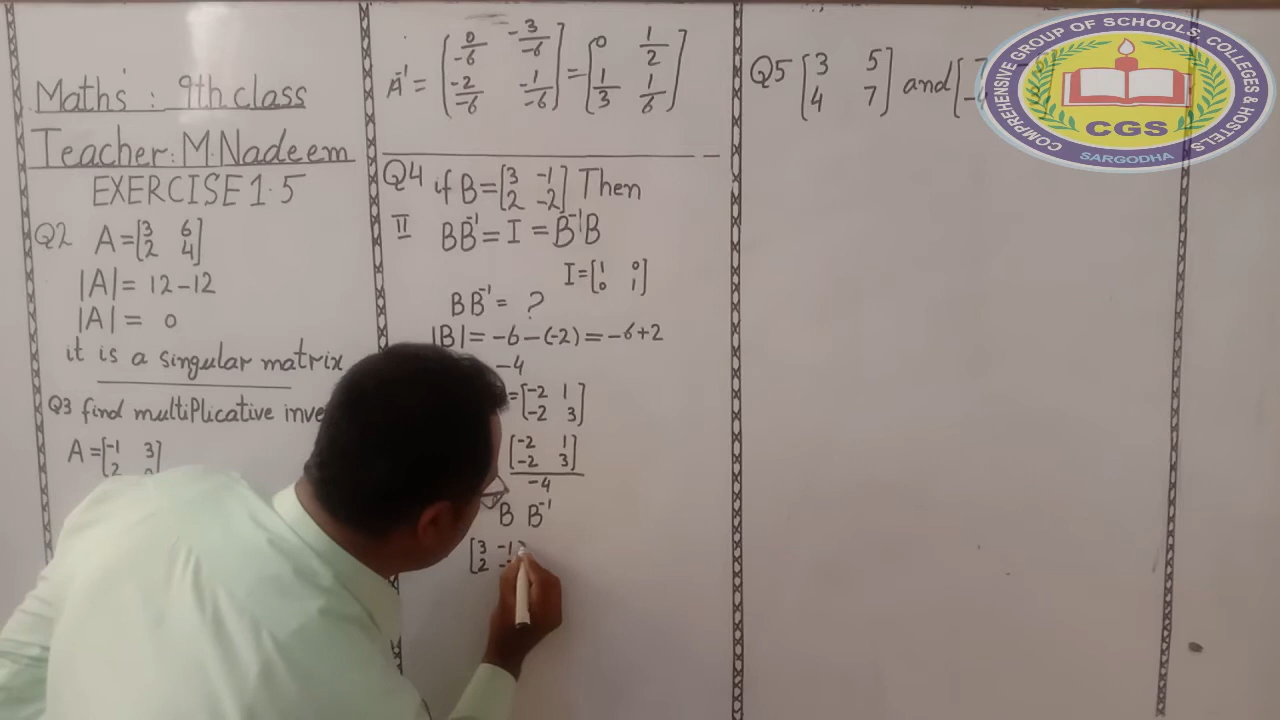 Maths : 9th class
Teacher: M.Nadeem
EXERCISE 1.5
Q2 A = [3 6
2 4]
|A| = 12 - 12
|A| = 0
it is a singular matrix
Q3 find multiplicative inve
A = [-1 3
2
A⁻¹ = [0/-6 -3/-6
-2/-6 -1/-6] = [0 1/2
1/3 1/6]
Q4 if B = [3 -1
2 -2] Then
II BB⁻¹ = I = B⁻¹B
I = [1 0
0 1]
BB⁻¹ = ?
|B| = -6 - (-2) = -6 + 2
-4
= [-2 1
-2 3]
[-2 1
-2 3]
-4
B B⁻¹
[3 -1
2
Q5 [3 5
4 7] and [
COMPREHENSIVE GROUP OF SCHOOLS, COLLEGES & HOSTELS
CGS
SARGODHA